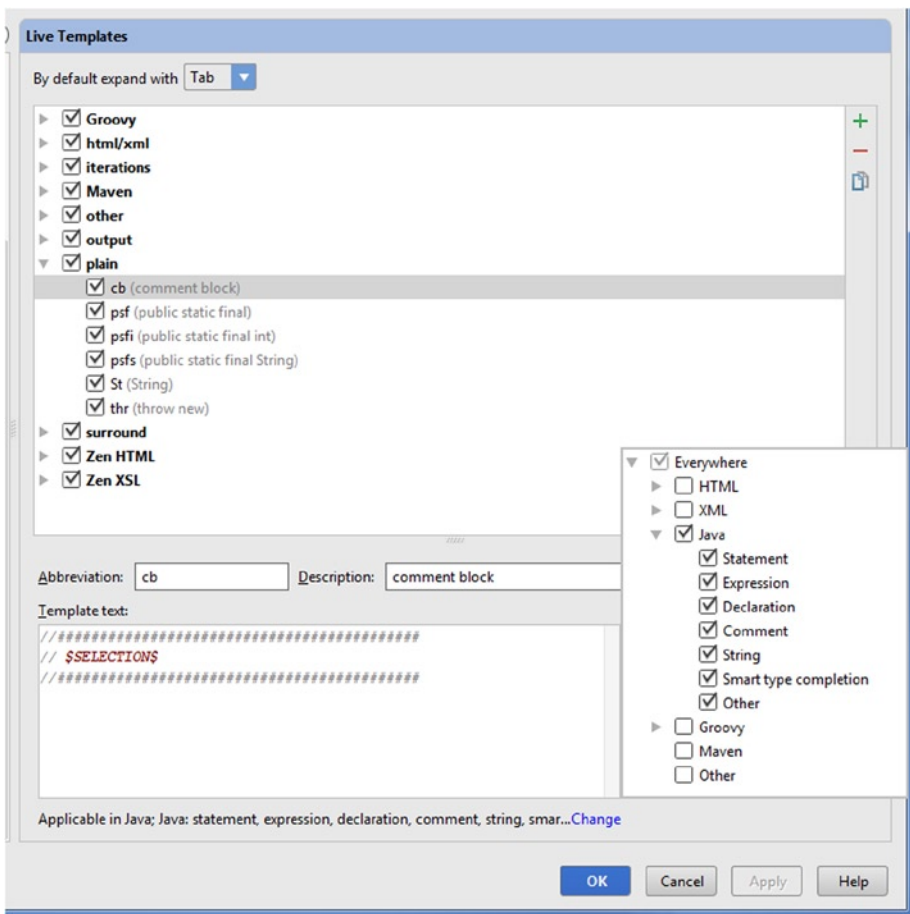 Live Templates
By default expand with Tab
Groovy
html/xml
iterations
Maven
other
output
plain
cb (comment block)
psf (public static final)
psfi (public static final int)
psfs (public static final String)
St (String)
thr (throw new)
surround
Zen HTML
Zen XSL
Everywhere
HTML
XML
Java
Statement
Expression
Declaration
Comment
String
Smart type completion
Other
Groovy
Maven
Other
Abbreviation: cb Description: comment block
Template text:
//###########################################
// $SELECTION$
//###########################################
Applicable in Java; Java: statement, expression, declaration, comment, string, smar...Change
OK Cancel Apply Help